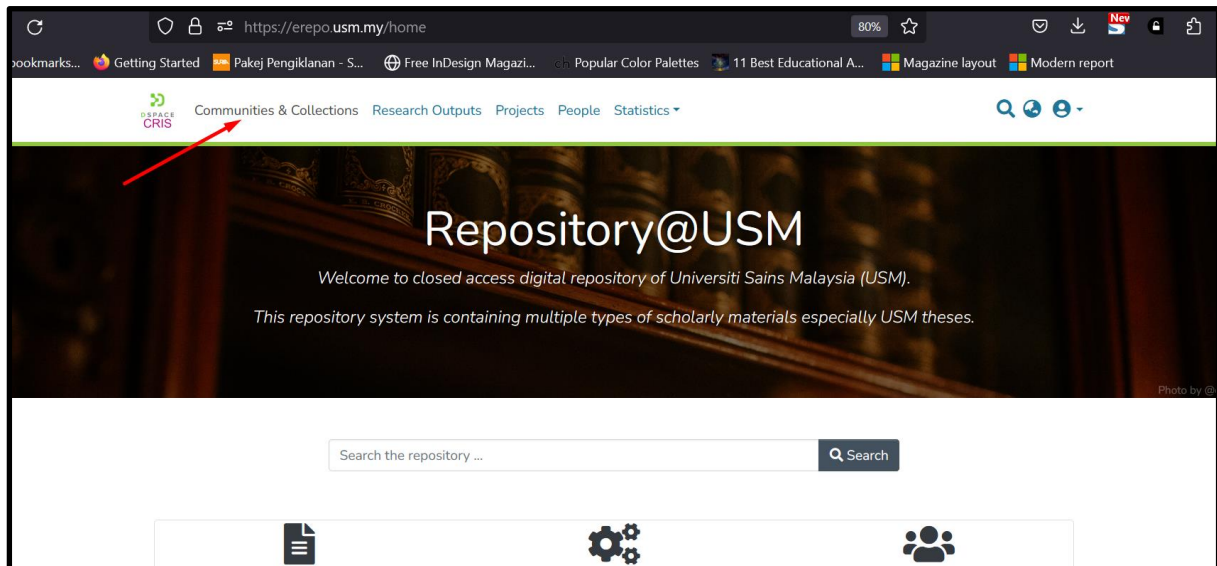 https://erepo.usm.my/home 80% New
bookmarks... Getting Started Pakej Pengiklanan - S... Free InDesign Magazi... ch Popular Color Palettes 11 Best Educational A... Magazine layout Modern report
DSPACE
CRIS
Communities & Collections Research Outputs Projects People Statistics
Repository@USM
Welcome to closed access digital repository of Universiti Sains Malaysia (USM).
This repository system is containing multiple types of scholarly materials especially USM theses.
Photo by @
Search the repository ... Search